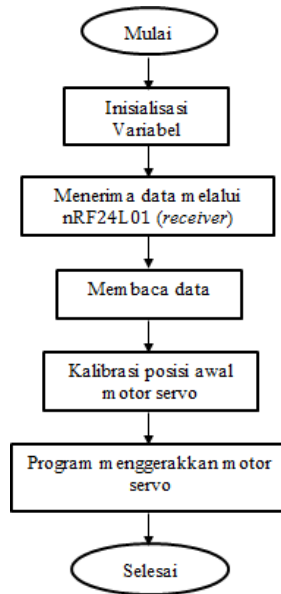 Mulai
Inisialisasi
Variabel
Menerima data melalui
nRF24L01 (receiver)
Membaca data
Kalibrasi posisi awal
motor servo
Program menggerakkan motor
servo
Selesai